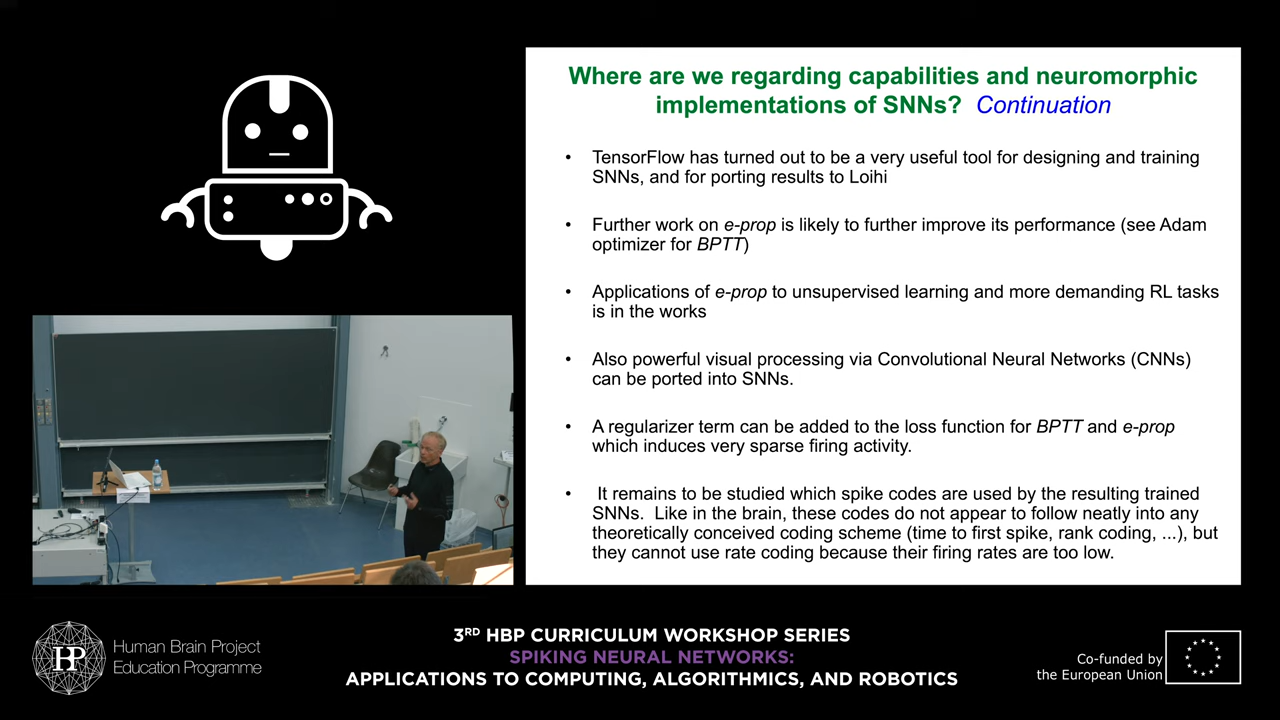 Where are we regarding capabilities and neuromorphic
implementations of SNNs? Continuation
• TensorFlow has turned out to be a very useful tool for designing and training
SNNs, and for porting results to Loihi
• Further work on e-prop is likely to further improve its performance (see Adam
optimizer for BPTT)
• Applications of e-prop to unsupervised learning and more demanding RL tasks
is in the works
• Also powerful visual processing via Convolutional Neural Networks (CNNs)
can be ported into SNNs.
• A regularizer term can be added to the loss function for BPTT and e-prop
which induces very sparse firing activity.
• It remains to be studied which spike codes are used by the resulting trained
SNNs. Like in the brain, these codes do not appear to follow neatly into any
theoretically conceived coding scheme (time to first spike, rank coding, ...), but
they cannot use rate coding because their firing rates are too low.
HP
Human Brain Project
Education Programme
3RD HBP CURRICULUM WORKSHOP SERIES
SPIKING NEURAL NETWORKS:
APPLICATIONS TO COMPUTING, ALGORITHMICS, AND ROBOTICS
Co-funded by
the European Union